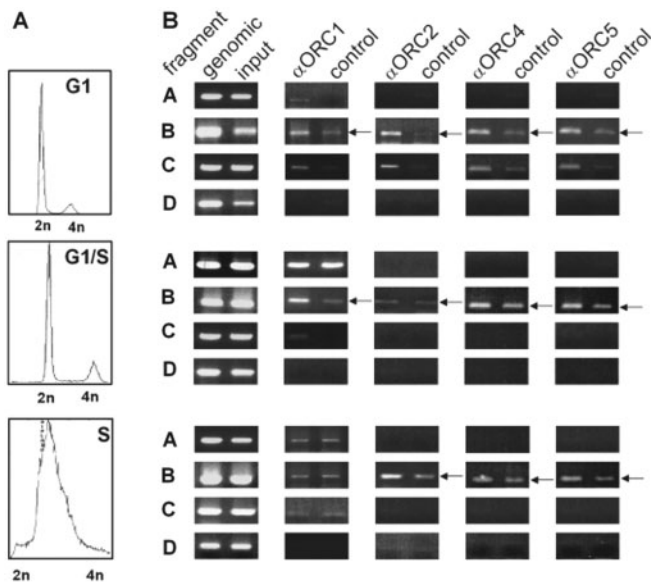 A
B
fragment
genomic
input
αORC1
control
αORC2
control
αORC4
control
αORC5
control
G1
2n 4n
A
B
C
D
G1/S
2n 4n
A
B
C
D
S
2n 4n
A
B
C
D